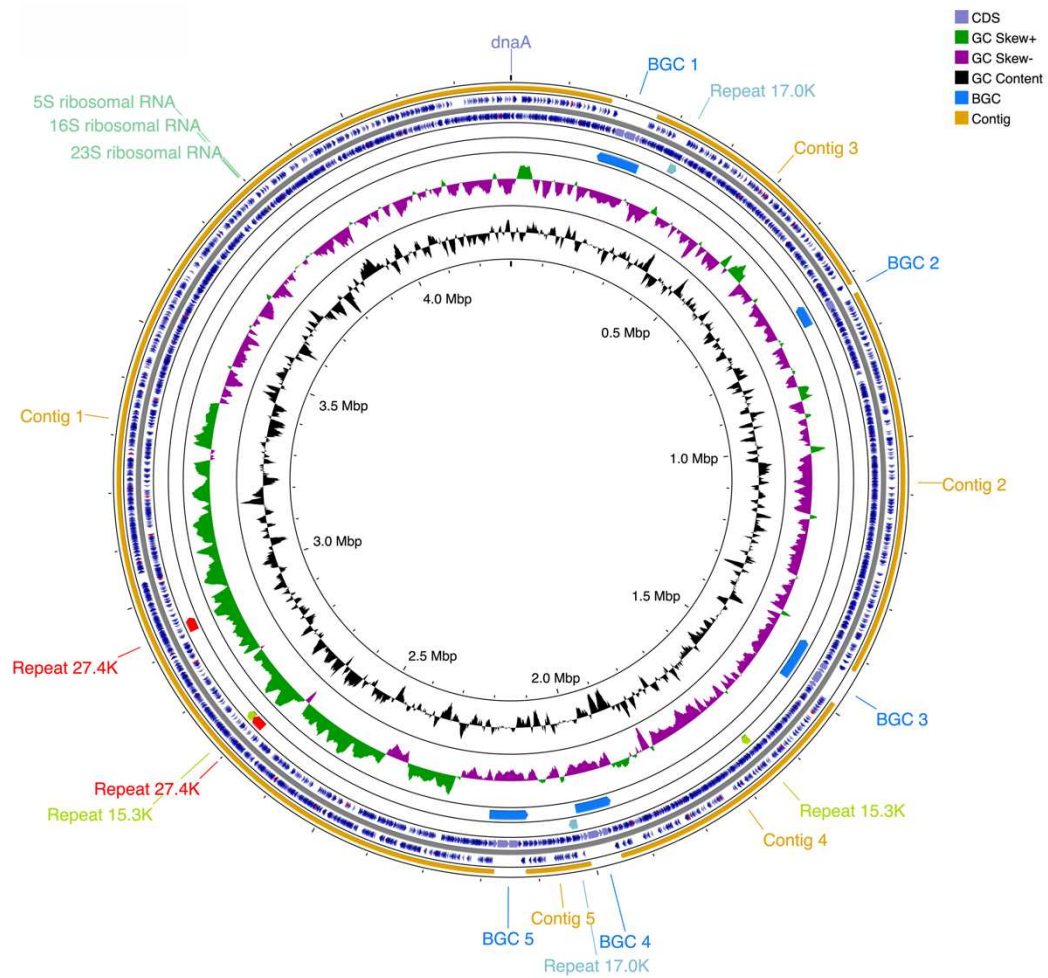 CDS
GC Skew+
GC Skew-
GC Content
BGC
Contig
dnaA
BGC 1
Repeat 17.0K
5S ribosomal RNA
16S ribosomal RNA
23S ribosomal RNA
Contig 3
BGC 2
4.0 Mbp
0.5 Mbp
3.5 Mbp
Contig 1
1.0 Mbp
Contig 2
3.0 Mbp
1.5 Mbp
2.5 Mbp
2.0 Mbp
Repeat 27.4K
BGC 3
Repeat 27.4K
Repeat 15.3K
Repeat 15.3K
Contig 4
Contig 5
BGC 5
BGC 4
Repeat 17.0K